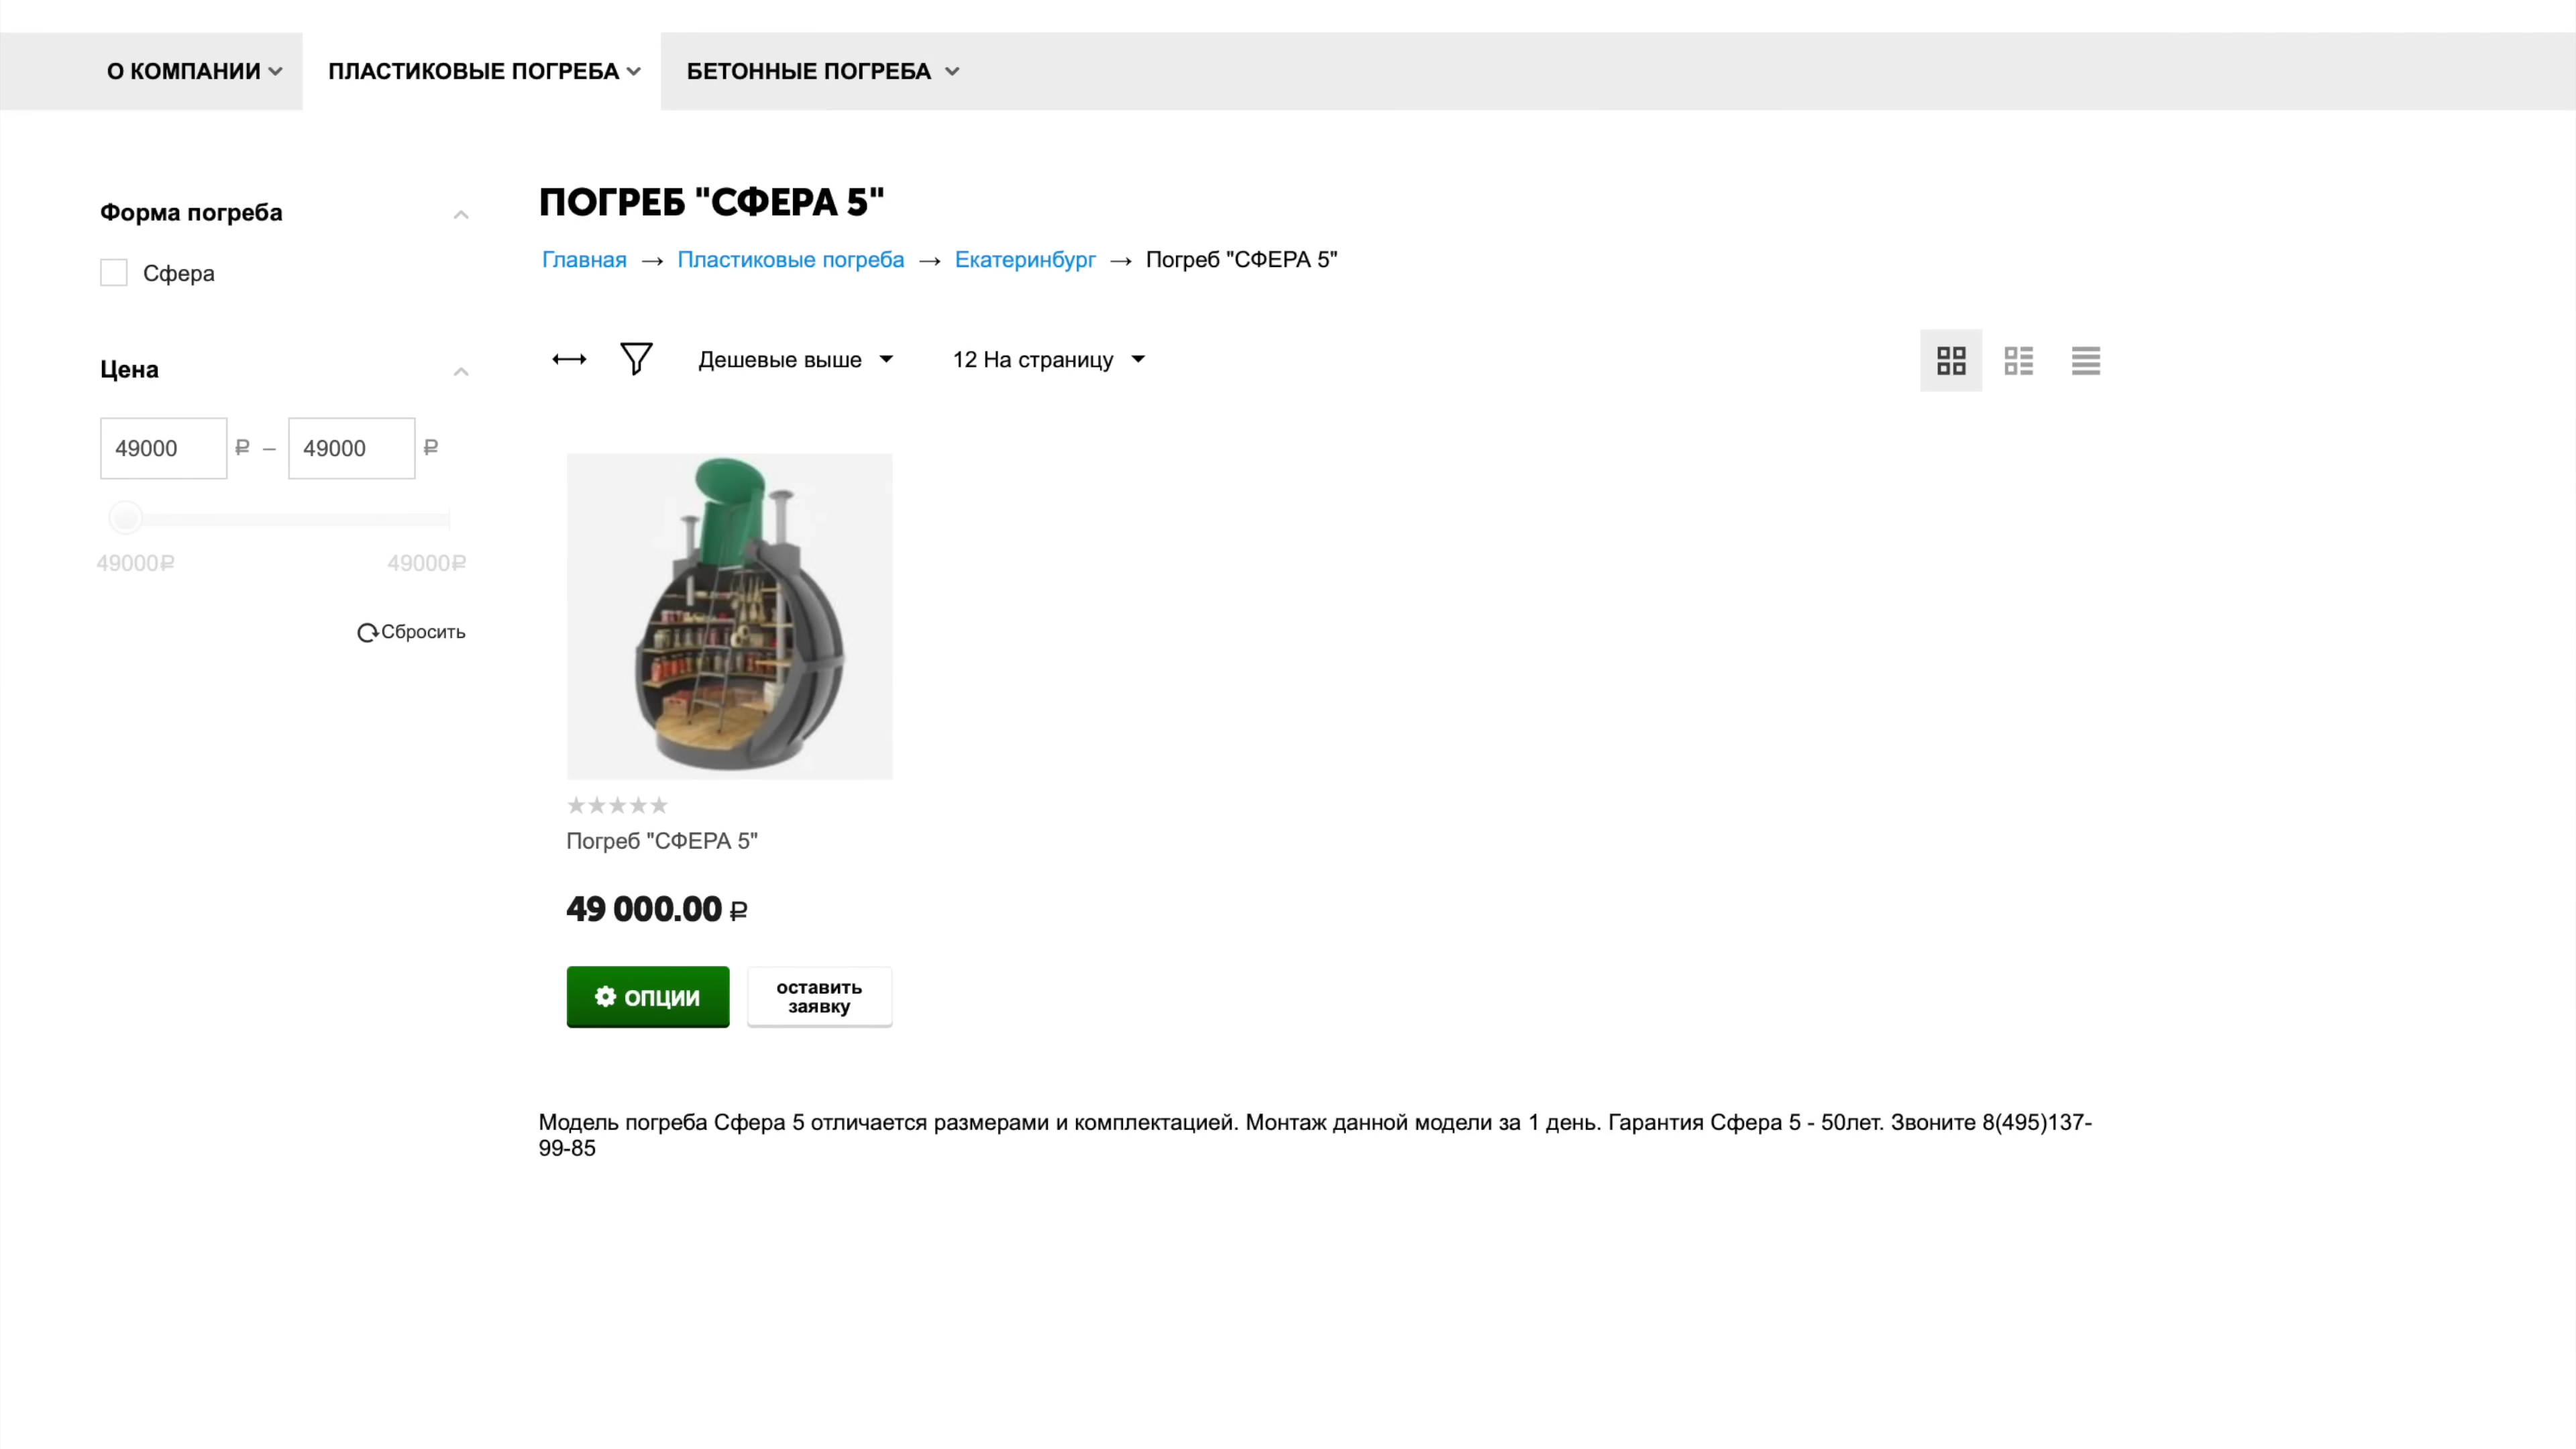 О КОМПАНИИ
ПЛАСТИКОВЫЕ ПОГРЕБА
БЕТОННЫЕ ПОГРЕБА
Форма погреба
Сфера
Цена
49000 ₽ – 49000 ₽
49000₽ 49000₽
Сбросить
ПОГРЕБ "СФЕРА 5"
Главная → Пластиковые погреба → Екатеринбург → Погреб "СФЕРА 5"
Дешевые выше
12 На страницу
Погреб "СФЕРА 5"
49 000.00 ₽
ОПЦИИ
оставить
заявку
Модель погреба Сфера 5 отличается размерами и комплектацией. Монтаж данной модели за 1 день. Гарантия Сфера 5 - 50лет. Звоните 8(495)137-
99-85